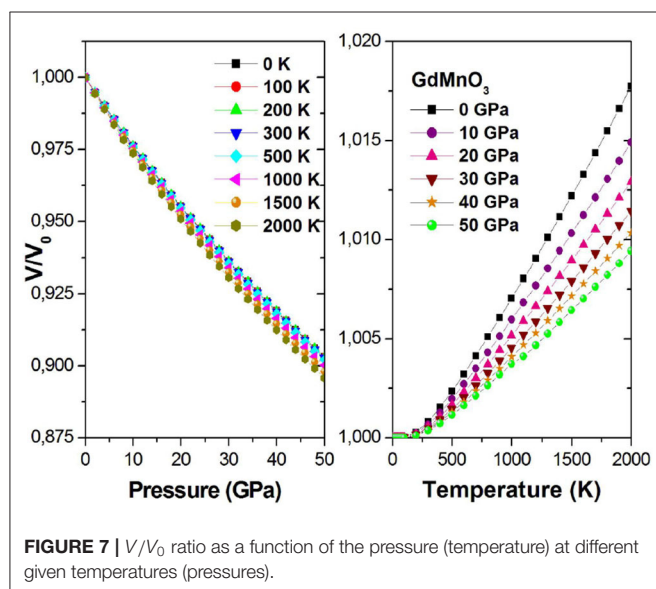 1,000
0,975
0,950
0,925
0,900
0,875
V/V0
0 K
100 K
200 K
300 K
500 K
1000 K
1500 K
2000 K
0 10 20 30 40 50
Pressure (GPa)
1,020
1,015
1,010
1,005
1,000
GdMnO3
0 GPa
10 GPa
20 GPa
30 GPa
40 GPa
50 GPa
0 500 1000 1500 2000
Temperature (K)
FIGURE 7 | V/V0 ratio as a function of the pressure (temperature) at different
given temperatures (pressures).